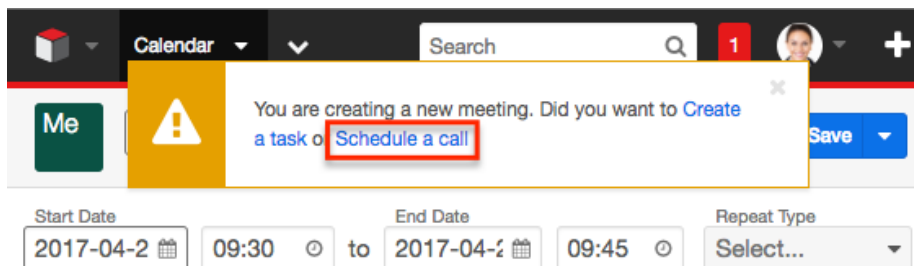 Calendar
Search
1
You are creating a new meeting. Did you want to Create
a task or Schedule a call
Me
Save
Start Date
End Date
Repeat Type
2017-04-2
09:30
to
2017-04-2
09:45
Select...